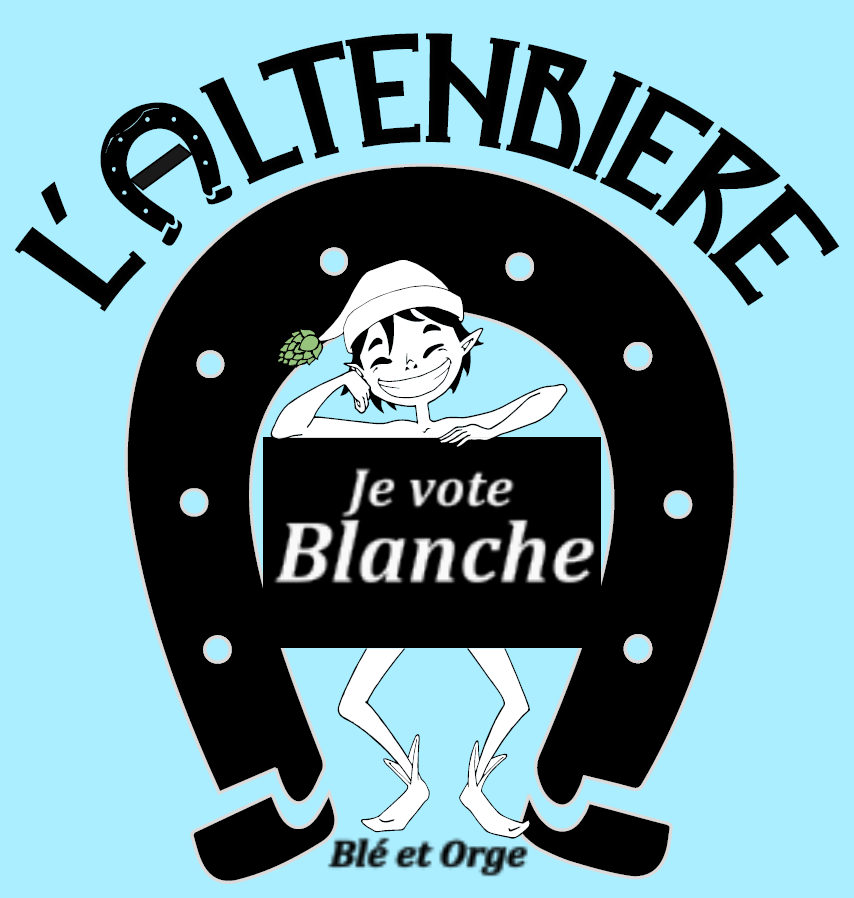 L'ALTENBIERE
Je vote
Blanche
Blé et Orge